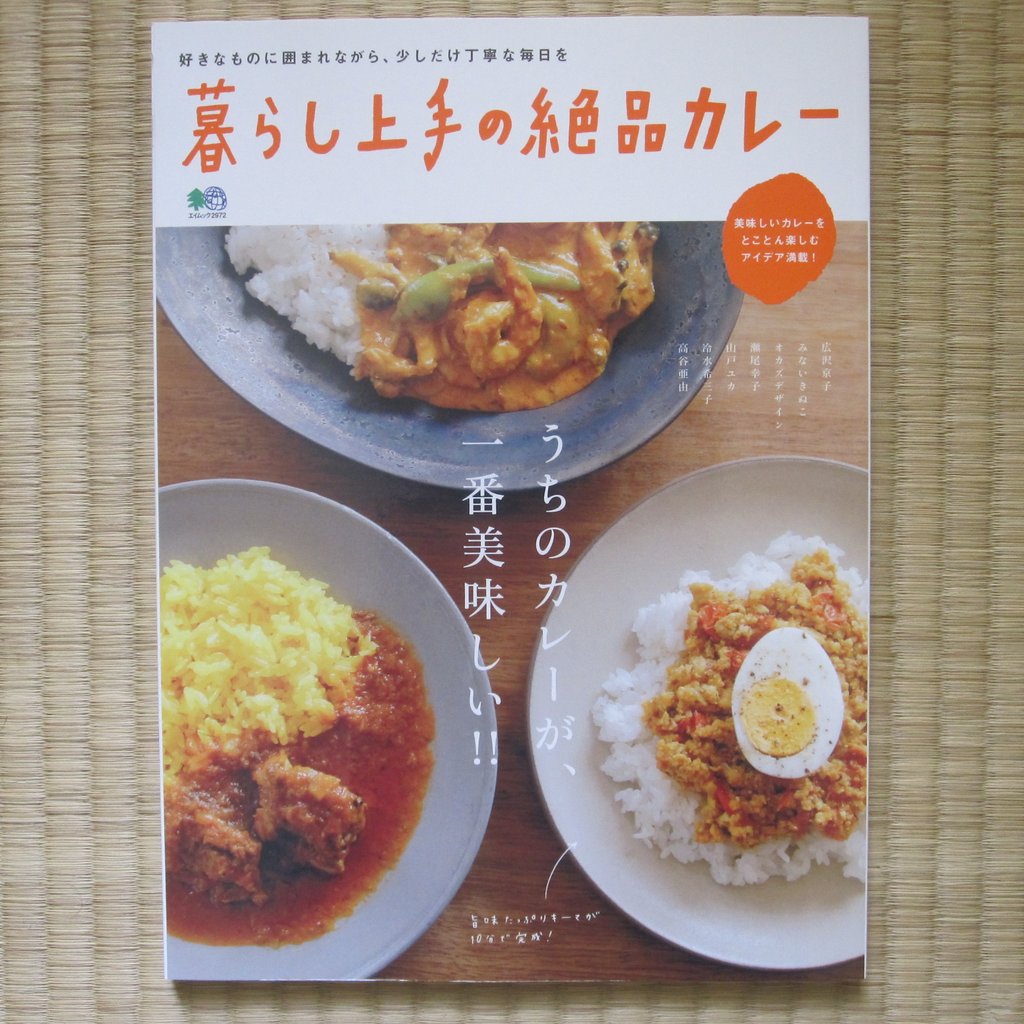 好きなものに囲まれながら、少しだけ丁寧な毎日を
暮らし上手の絶品カレー
エイムック2972
美味しいカレーを
とことん楽しむ
アイデア満載！
広沢京子
みないきぬこ
オカズデザイン
瀬尾幸子
山戸ユカ
冷水希三子
高谷亜由
うちのカレーが、
一番美味しい!!
旨味たっぷりキーマが
10分で完成！